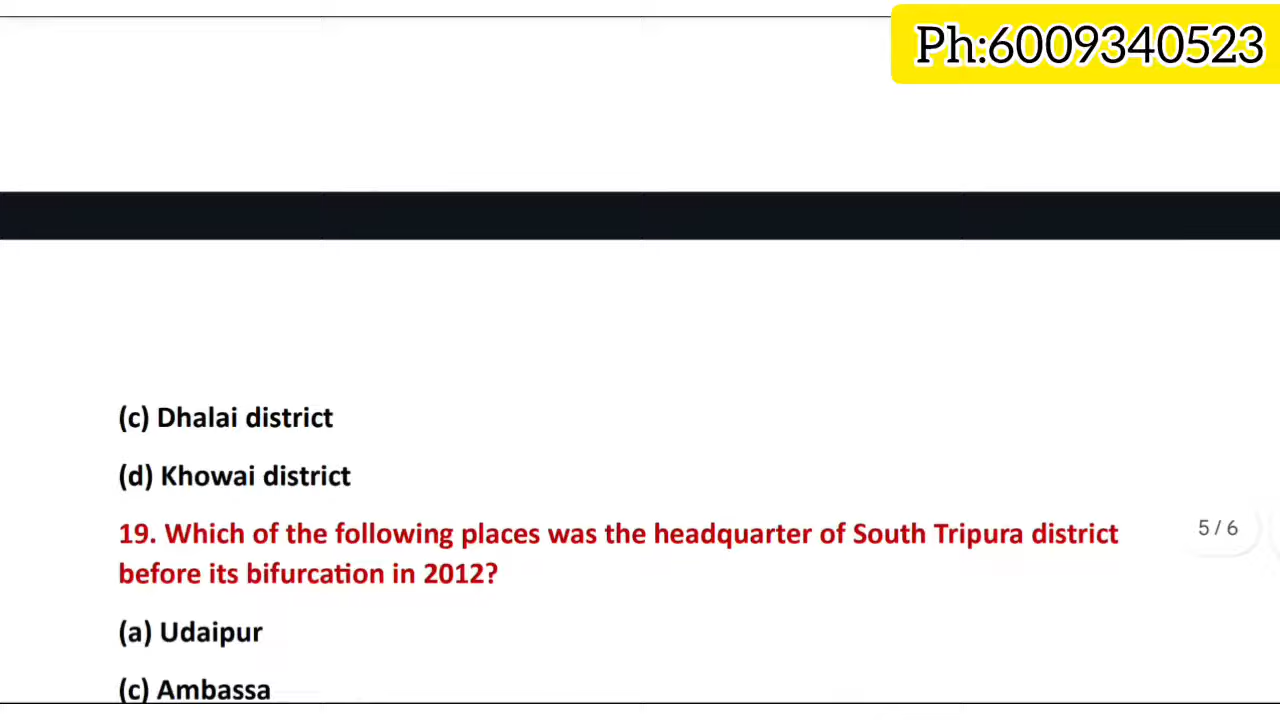 Ph:6009340523
(c) Dhalai district
(d) Khowai district
19. Which of the following places was the headquarter of South Tripura district
before its bifurcation in 2012?
5 / 6
(a) Udaipur
(c) Ambassa